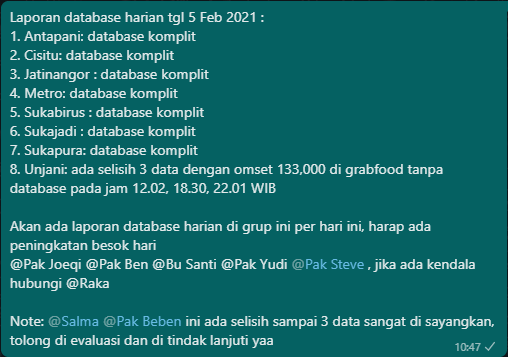 Laporan database harian tgl 5 Feb 2021 :
1. Antapani: database komplit
2. Cisitu: database komplit
3. Jatinangor : database komplit
4. Metro: database komplit
5. Sukabirus : database komplit
6. Sukajadi : database komplit
7. Sukapura: database komplit
8. Unjani: ada selisih 3 data dengan omset 133,000 di grabfood tanpa
database pada jam 12.02, 18.30, 22.01 WIB
Akan ada laporan database harian di grup ini per hari ini, harap ada
peningkatan besok hari
@Pak Joeqi @Pak Ben @Bu Santi @Pak Yudi @Pak Steve , jika ada kendala
hubungi @Raka
Note: @Salma @Pak Beben ini ada selisih sampai 3 data sangat di sayangkan,
tolong di evaluasi dan di tindak lanjuti yaa
10:47